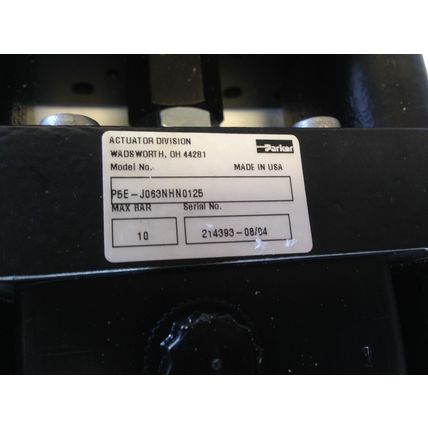 ACTUATOR DIVISION
WADSWORTH, OH 44281
Parker
Model No. MADE IN USA
P5E-J063NHN0125
MAX BAR Serial No.
10 214393-08/04